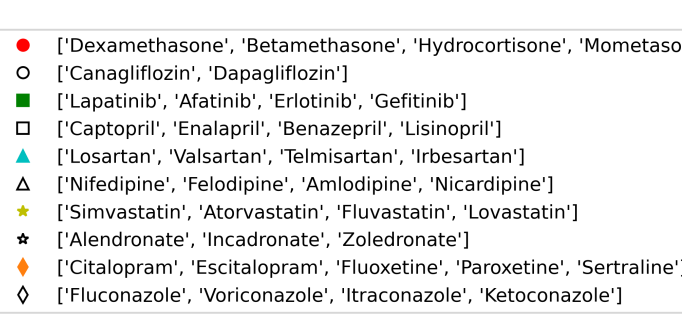 ['Dexamethasone', 'Betamethasone', 'Hydrocortisone', 'Mometaso
['Canagliflozin', 'Dapagliflozin']
['Lapatinib', 'Afatinib', 'Erlotinib', 'Gefitinib']
['Captopril', 'Enalapril', 'Benazepril', 'Lisinopril']
['Losartan', 'Valsartan', 'Telmisartan', 'Irbesartan']
['Nifedipine', 'Felodipine', 'Amlodipine', 'Nicardipine']
['Simvastatin', 'Atorvastatin', 'Fluvastatin', 'Lovastatin']
['Alendronate', 'Incadronate', 'Zoledronate']
['Citalopram', 'Escitalopram', 'Fluoxetine', 'Paroxetine', 'Sertraline']
['Fluconazole', 'Voriconazole', 'Itraconazole', 'Ketoconazole']